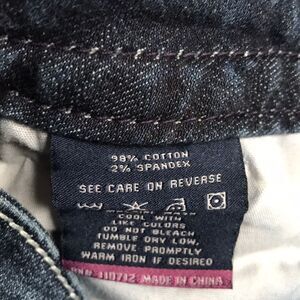 98% COTTON
2% SPANDEX
SEE CARE ON REVERSE
COOL WITH
LIKE COLORS
DO NOT BLEACH
TUMBLE DRY LOW.
REMOVE PROMPTLY
WARM IRON IF DESIRED
110712 MADE IN CHINA